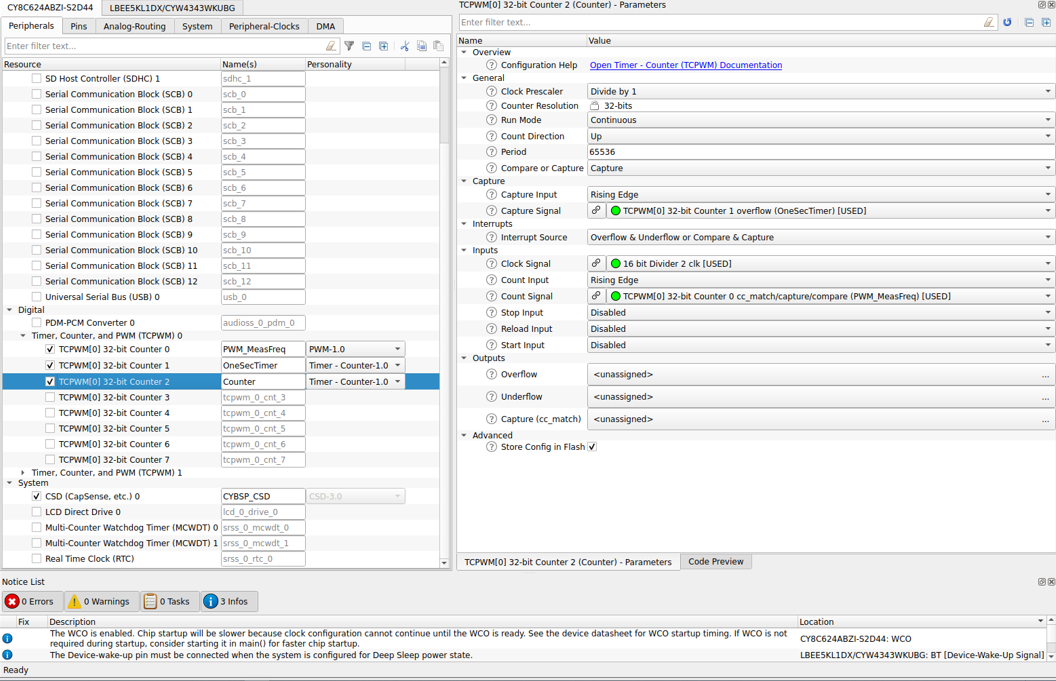 CY8C624ABZI-S2D44 LBEE5KL1DX/CYW4343WKUBG
Peripherals Pins Analog-Routing System Peripheral-Clocks DMA
Enter filter text...
Resource Name(s) Personality
SD Host Controller (SDHC) 1 sdhc_1
Serial Communication Block (SCB) 0 scb_0
Serial Communication Block (SCB) 1 scb_1
Serial Communication Block (SCB) 2 scb_2
Serial Communication Block (SCB) 3 scb_3
Serial Communication Block (SCB) 4 scb_4
Serial Communication Block (SCB) 5 scb_5
Serial Communication Block (SCB) 6 scb_6
Serial Communication Block (SCB) 7 scb_7
Serial Communication Block (SCB) 8 scb_8
Serial Communication Block (SCB) 9 scb_9
Serial Communication Block (SCB) 10 scb_10
Serial Communication Block (SCB) 11 scb_11
Serial Communication Block (SCB) 12 scb_12
Universal Serial Bus (USB) 0 usb_0
Digital
PDM-PCM Converter 0 audioss_0_pdm_0
Timer, Counter, and PWM (TCPWM) 0
TCPWM[0] 32-bit Counter 0 PWM_MeasFreq PWM-1.0
TCPWM[0] 32-bit Counter 1 OneSecTimer Timer - Counter-1.0
TCPWM[0] 32-bit Counter 2 Counter Timer - Counter-1.0
TCPWM[0] 32-bit Counter 3 tcpwm_0_cnt_3
TCPWM[0] 32-bit Counter 4 tcpwm_0_cnt_4
TCPWM[0] 32-bit Counter 5 tcpwm_0_cnt_5
TCPWM[0] 32-bit Counter 6 tcpwm_0_cnt_6
TCPWM[0] 32-bit Counter 7 tcpwm_0_cnt_7
Timer, Counter, and PWM (TCPWM) 1
System
CSD (CapSense, etc.) 0 CYBSP_CSD CSD-3.0
LCD Direct Drive 0 lcd_0_drive_0
Multi-Counter Watchdog Timer (MCWDT) 0 srss_0_mcwdt_0
Multi-Counter Watchdog Timer (MCWDT) 1 srss_0_mcwdt_1
Real Time Clock (RTC) srss_0_rtc_0
TCPWM[0] 32-bit Counter 2 (Counter) - Parameters
Enter filter text...
Name Value
Overview
Configuration Help Open Timer - Counter (TCPWM) Documentation
General
Clock Prescaler Divide by 1
Counter Resolution 32-bits
Run Mode Continuous
Count Direction Up
Period 65536
Compare or Capture Capture
Capture
Capture Input Rising Edge
Capture Signal TCPWM[0] 32-bit Counter 1 overflow (OneSecTimer) [USED]
Interrupts
Interrupt Source Overflow & Underflow or Compare & Capture
Inputs
Clock Signal 16 bit Divider 2 clk [USED]
Count Input Rising Edge
Count Signal TCPWM[0] 32-bit Counter 0 cc_match/capture/compare (PWM_MeasFreq) [USED]
Stop Input Disabled
Reload Input Disabled
Start Input Disabled
Outputs
Overflow <unassigned> ...
Underflow <unassigned> ...
Capture (cc_match) <unassigned> ...
Advanced
Store Config in Flash
TCPWM[0] 32-bit Counter 2 (Counter) - Parameters Code Preview
Notice List
0 Errors 0 Warnings 0 Tasks 3 Infos
Fix Description Location
The WCO is enabled. Chip startup will be slower because clock configuration cannot continue until the WCO is ready. See the device datasheet for WCO startup timing. If WCO is not
required during startup, consider starting it in main() for faster chip startup. CY8C624ABZI-S2D44: WCO
The Device-wake-up pin must be connected when the system is configured for Deep Sleep power state. LBEE5KL1DX/CYW4343WKUBG: BT [Device-Wake-Up Signal]
Ready